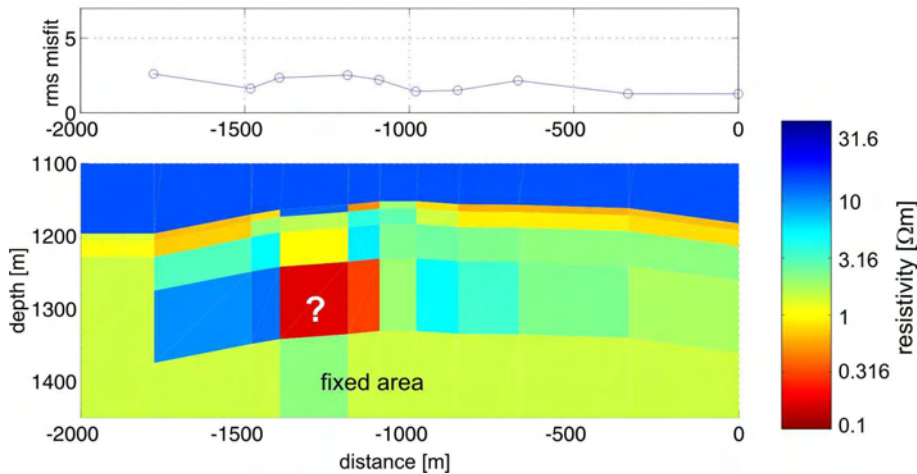 rms misfit
5
0
-2000 -1500 -1000 -500 0
1100
1200
1300
1400
depth [m]
?
fixed area
-2000 -1500 -1000 -500 0
distance [m]
31.6
10
3.16
1
0.316
0.1
resistivity [Ωm]